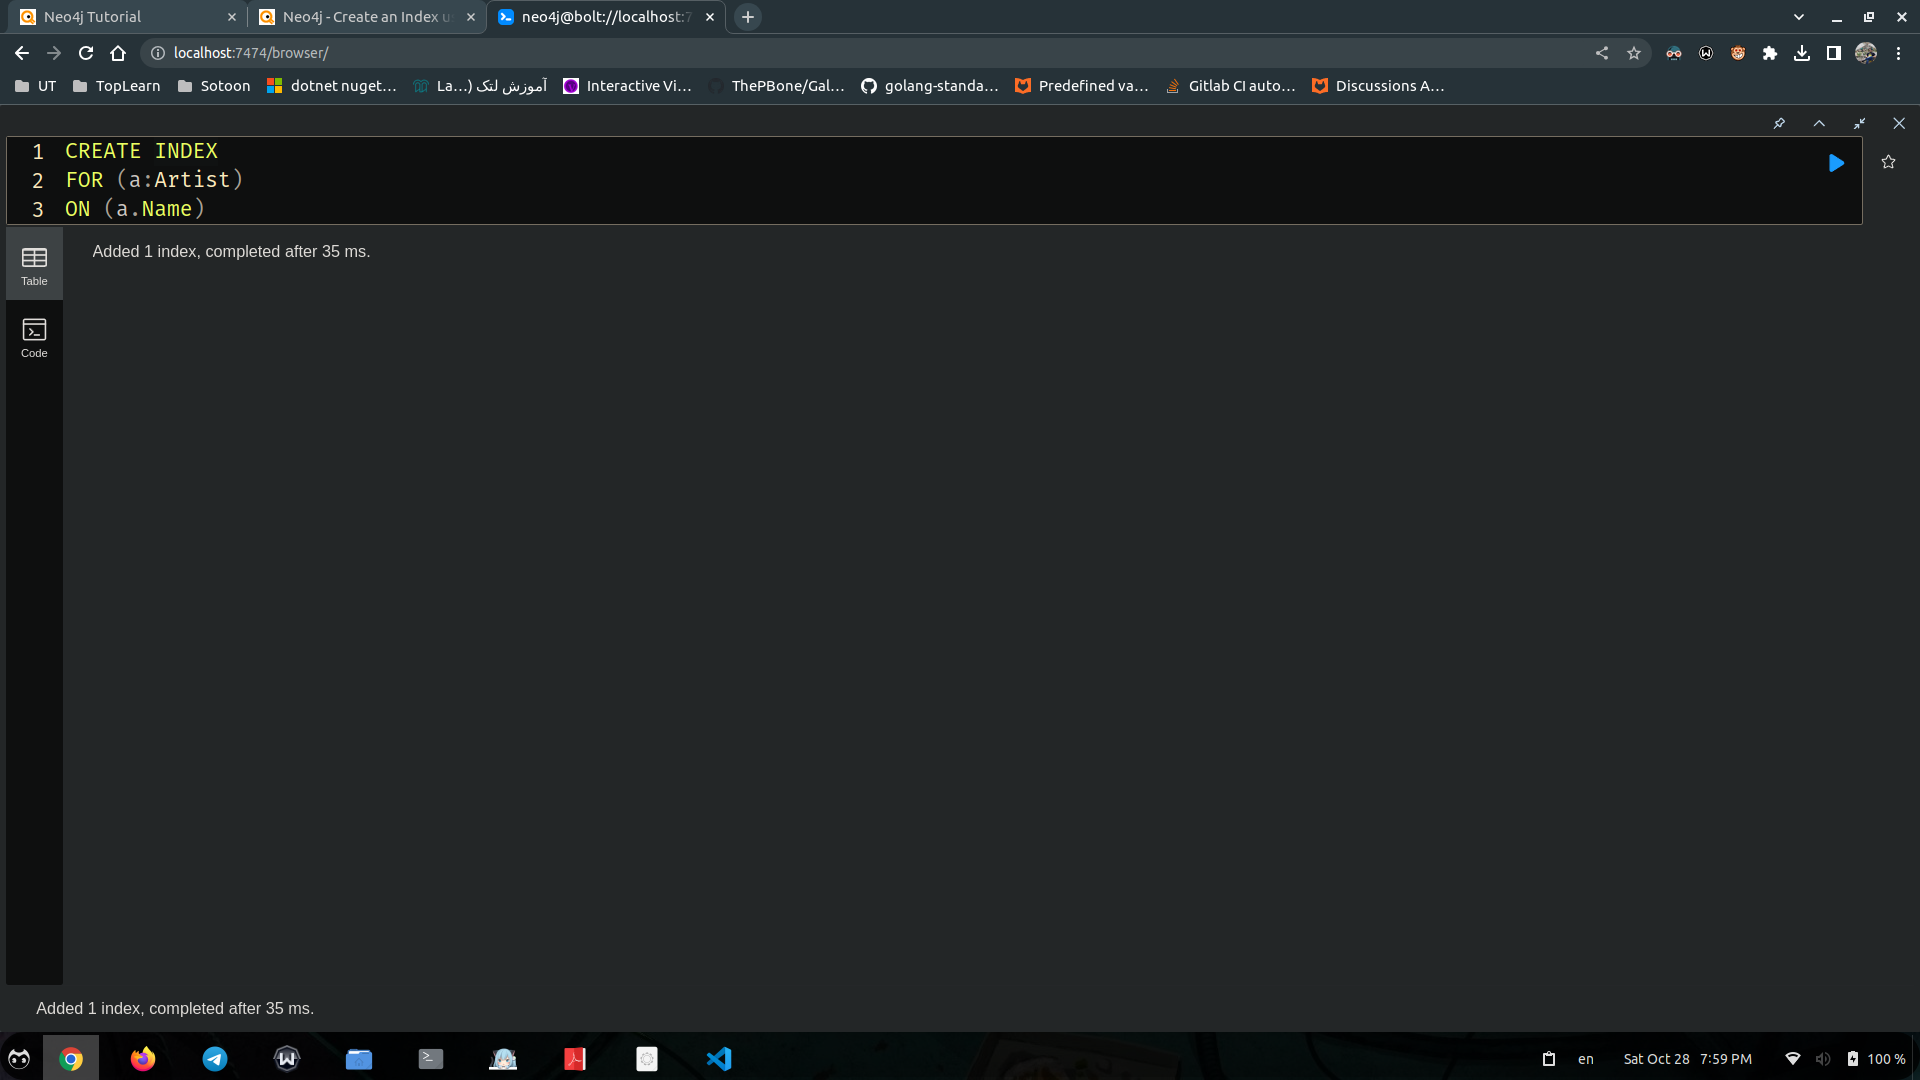 Neo4j Tutorial
Neo4j - Create an Index u
neo4j@bolt://localhost:7
localhost:7474/browser/
UT
TopLearn
Sotoon
dotnet nuget...
آموزش لتک (La...
Interactive Vi...
ThePBone/Gal...
golang-standa...
Predefined va...
Gitlab CI auto...
Discussions A...
1 CREATE INDEX
2 FOR (a:Artist)
3 ON (a.Name)
Added 1 index, completed after 35 ms.
Table
Code
Added 1 index, completed after 35 ms.
en
Sat Oct 28 7:59 PM
100 %